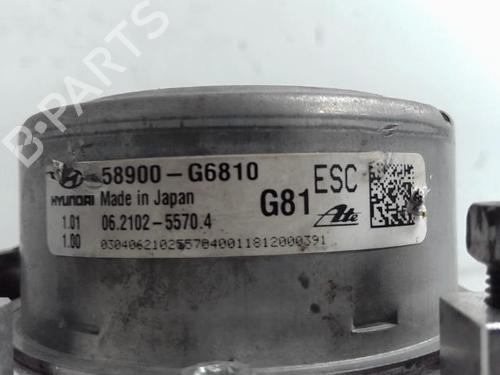 B-PARTS
58900-G6810
HYUNDAI Made in Japan
1.01 06.2102-5570.4
1.00 03040621025570400118120003​91
G81
ESC
Ate